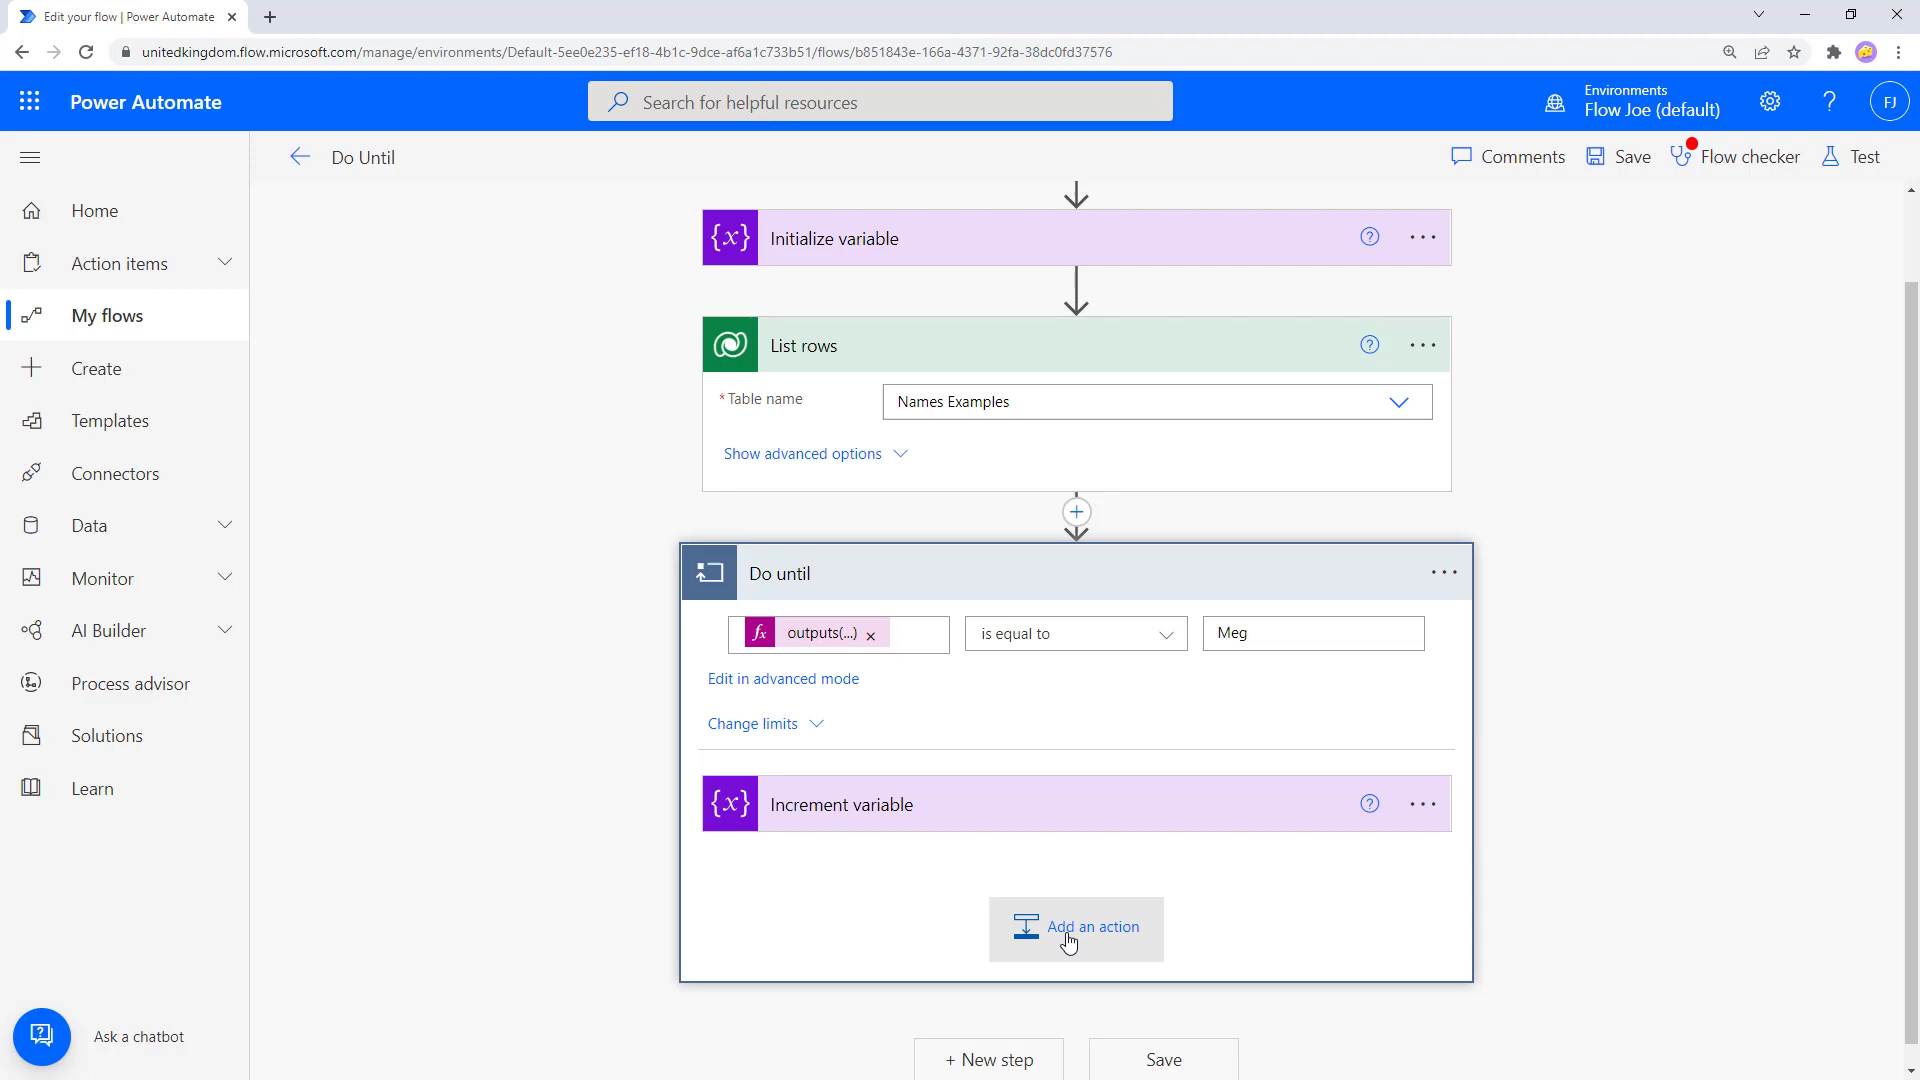 Edit your flow | Power Automate
unitedkingdom.flow.microsoft.com/manage/environments/Default-5ee0e235-ef18-4b1c-9dce-af6a1c733b51/flows/b851843e-166a-4371-92fa-38dc0fd37576
Power Automate
Search for helpful resources
Environments
Flow Joe (default)
?
FJ
Do Until
Comments
Save
Flow checker
Test
Home
Action items
My flows
Create
Templates
Connectors
Data
Monitor
AI Builder
Process advisor
Solutions
Learn
Ask a chatbot
{x} Initialize variable ?
List rows ?
* Table name
Names Examples
Show advanced options
Do until
fx outputs(...) ×
is equal to
Meg
Edit in advanced mode
Change limits
{x} Increment variable ?
Add an action
+ New step
Save